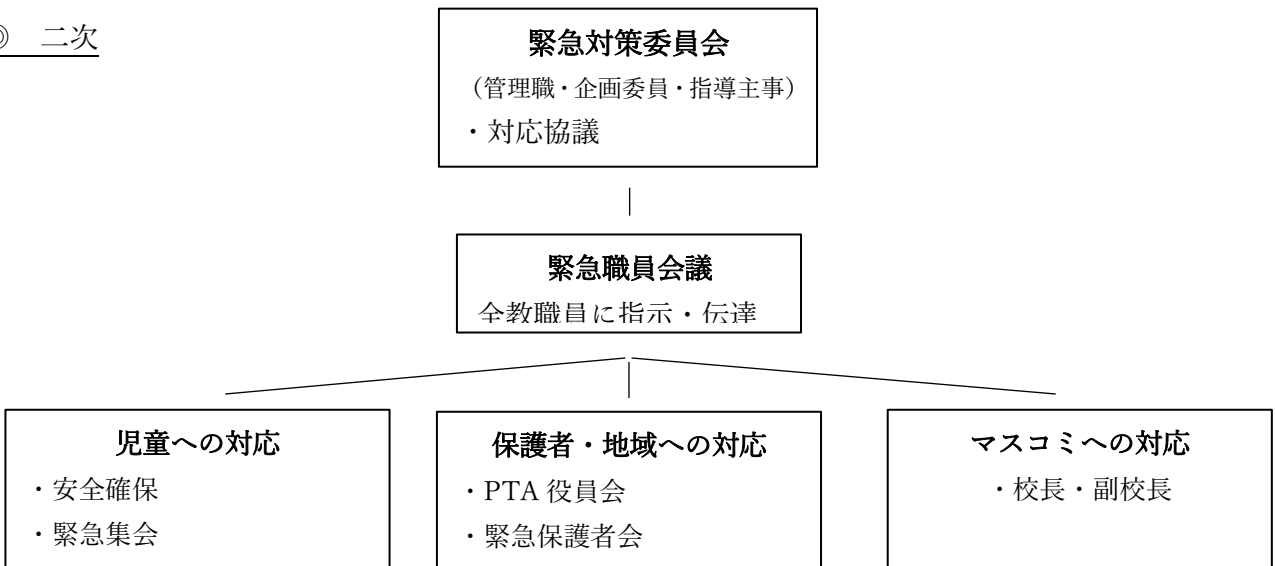 ◎ 二次
緊急対策委員会
（管理職・企画委員・指導主事）
・対応協議
緊急職員会議
全教職員に指示・伝達
児童への対応
・安全確保
・緊急集会
保護者・地域への対応
・PTA 役員会
・緊急保護者会
マスコミへの対応
・校長・副校長